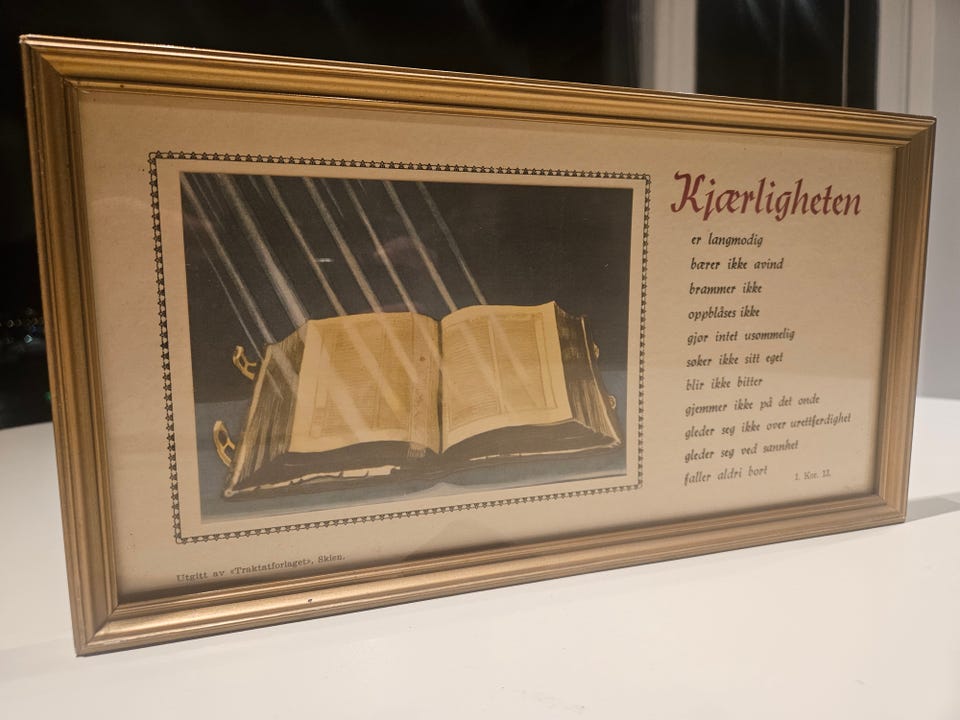 Kjærligheten
er langmodig
bærer ikke avind
brammer ikke
oppblåses ikke
gjør intet usømmelig
søker ikke sitt eget
blir ikke bitter
gjemmer ikke på det onde
gleder seg ikke over urettferdighet
gleder seg ved sannhet
faller aldri bort
1. Kor. 13.
Utgitt av «Traktatforlaget», Skien.